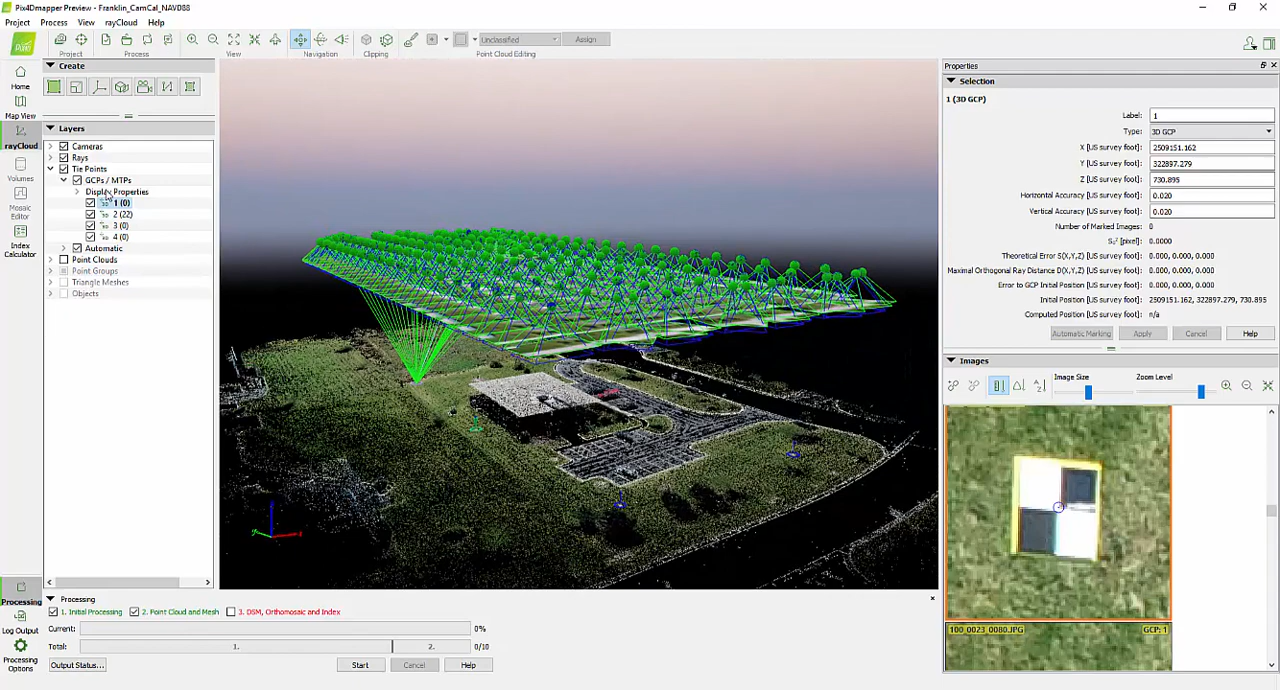 Pix4Dmapper Preview - Franklin_CamCal_NAVD88
Project Process View rayCloud Help
Project Process View Navigation Clipping Point Cloud Editing
Unclassified Assign
Home
Map View
rayCloud
Volumes
Mosaic Editor
Index Calculator
Create
Layers
Cameras
Rays
Tie Points
GCPs / MTPs
Display Properties
1 (0)
2 (22)
3 (0)
4 (0)
Automatic
Point Clouds
Point Groups
Triangle Meshes
Objects
Properties
Selection
1 (3D GCP)
Label: 1
Type: 3D GCP
X [US survey foot]: 2509151.162
Y [US survey foot]: 322897.279
Z [US survey foot]: 730.895
Horizontal Accuracy [US survey foot]: 0.020
Vertical Accuracy [US survey foot]: 0.020
Number of Marked Images: 0
S₀² [pixel]: 0.0000
Theoretical Error S(X,Y,Z) [US survey foot]: 0.000, 0.000, 0.000
Maximal Orthogonal Ray Distance D(X,Y,Z) [US survey foot]: 0.000, 0.000, 0.000
Error to GCP Initial Position [US survey foot]: 0.000, 0.000, 0.000
Initial Position [US survey foot]: 2509151.162, 322897.279, 730.895
Computed Position [US survey foot]: n/a
Automatic Marking Apply Cancel Help
Images
Image Size Zoom Level
100_0023_0080.JPG GCP: 1
Processing
Log Output
Processing Options
Processing
1. Initial Processing 2. Point Cloud and Mesh 3. DSM, Orthomosaic and Index
Current: 0%
Total: 1. 2. 0/10
Output Status... Start Cancel Help